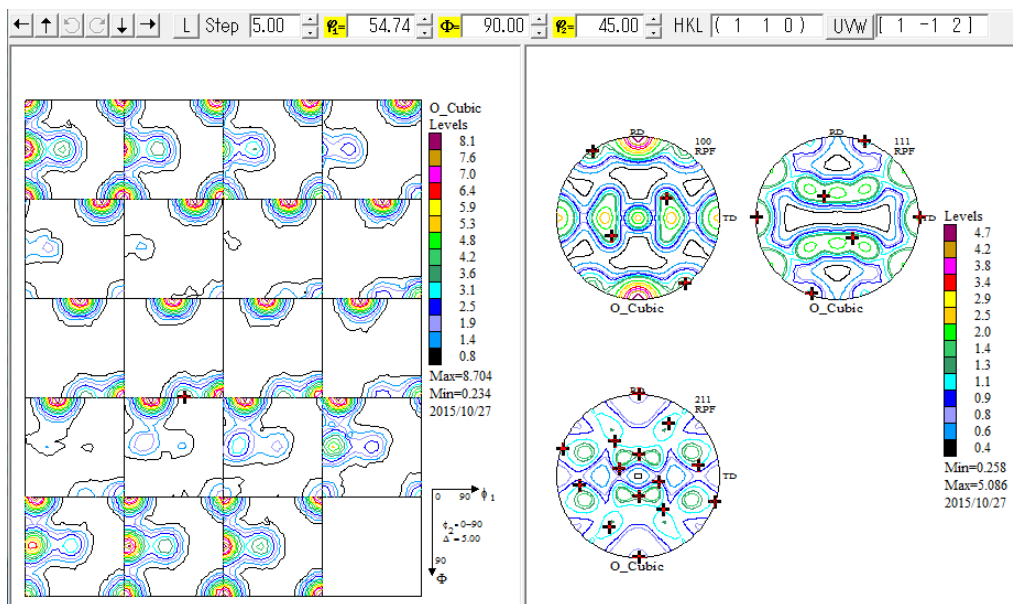 L Step 5.00 φ1= 54.74 Φ= 90.00 φ2= 45.00 HKL ( 1 1 0 ) UVW [ 1 -1 2 ]
O_Cubic
Levels
8.1
7.6
7.0
6.4
5.9
5.3
4.8
4.2
3.6
3.1
2.5
1.9
1.4
0.8
Max=8.704
Min=0.234
2015/10/27
0 90 ϕ1
ϕ2=0-90
Δ=5.00
90
Φ
RD
100
RPF
TD
O_Cubic
RD
111
RPF
TD
O_Cubic
RD
211
RPF
TD
O_Cubic
Levels
4.7
4.2
3.8
3.4
2.9
2.5
2.0
1.4
1.3
1.1
0.9
0.8
0.6
0.4
Min=0.258
Max=5.086
2015/10/27